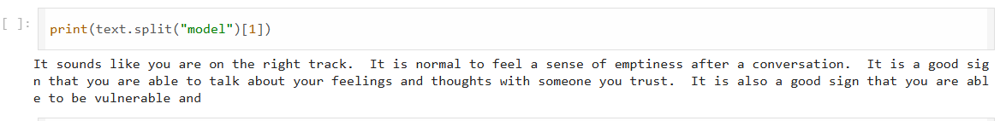 [ ]:
print(text.split("model")[1])
It sounds like you are on the right track.  It is normal to feel a sense of emptiness after a conversation.  It is a good sig
n that you are able to talk about your feelings and thoughts with someone you trust.  It is also a good sign that you are abl
e to be vulnerable and